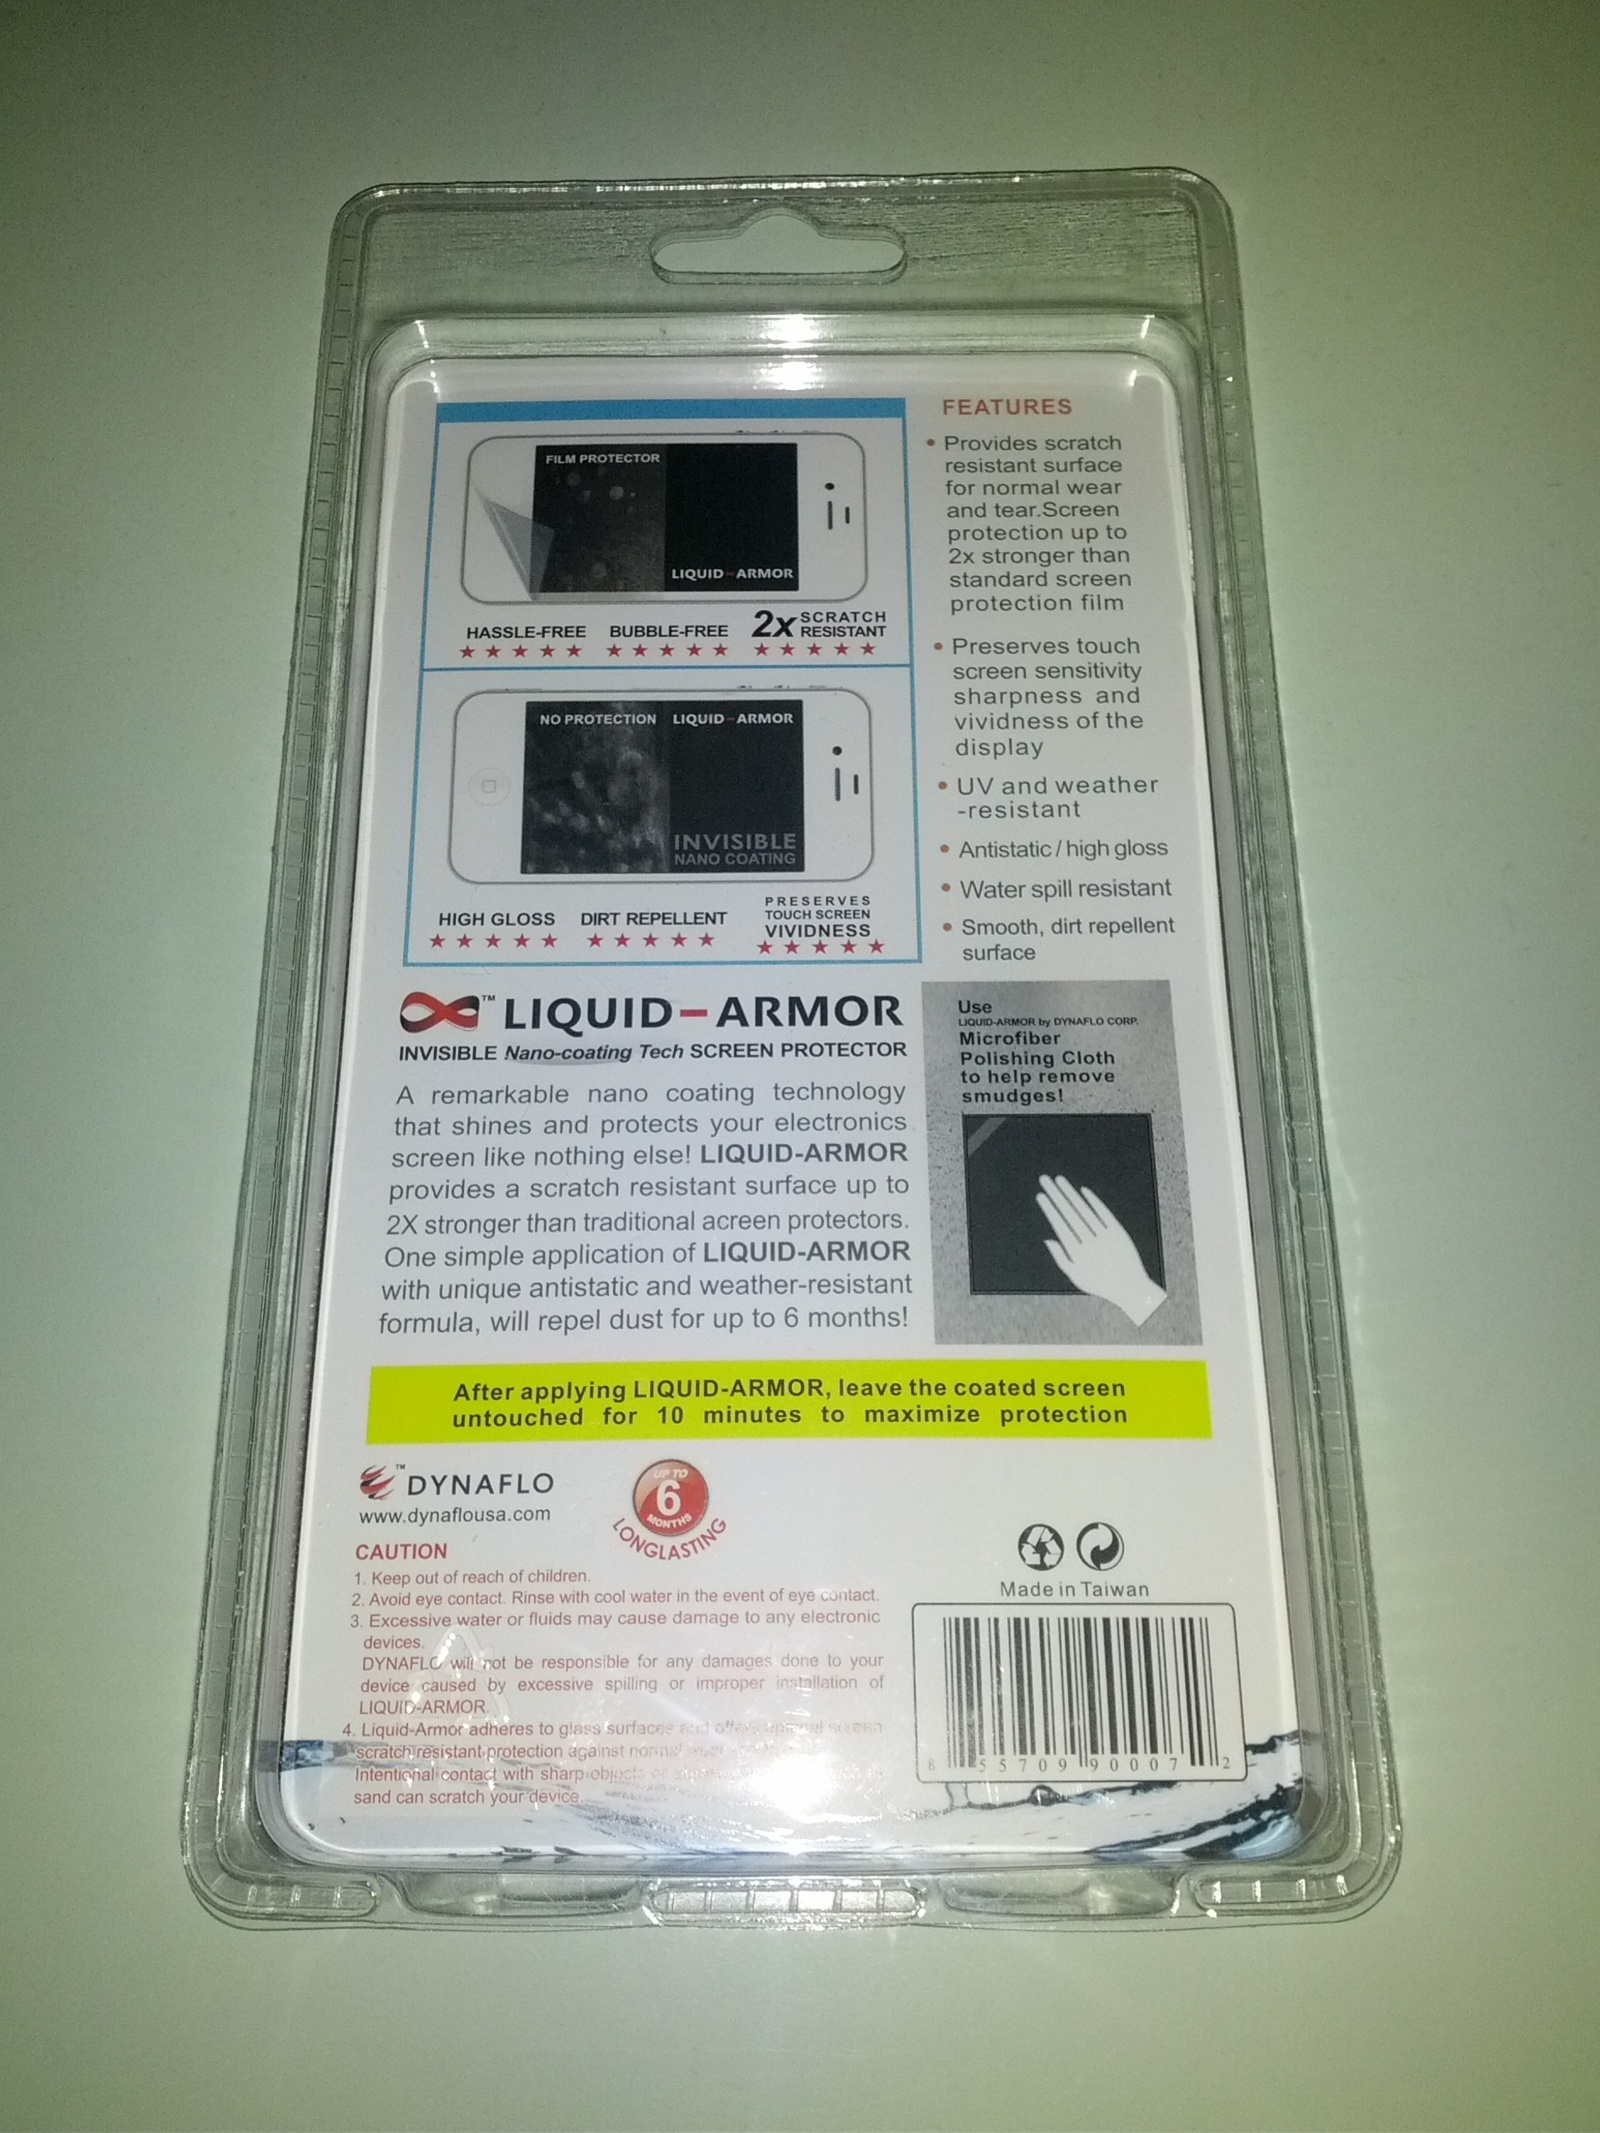 FILM PROTECTOR
LIQUID-ARMOR
HASSLE-FREE BUBBLE-FREE 2x SCRATCH RESISTANT
NO PROTECTION LIQUID-ARMOR
INVISIBLE
NANO COATING
HIGH GLOSS DIRT REPELLENT PRESERVES
TOUCH SCREEN
VIVIDNESS
FEATURES
• Provides scratch
resistant surface
for normal wear
and tear.Screen
protection up to
2x stronger than
standard screen
protection film
• Preserves touch
screen sensitivity
sharpness and
vividness of the
display
• UV and weather
-resistant
• Antistatic / high gloss
• Water spill resistant
• Smooth, dirt repellent
surface
™ LIQUID-ARMOR
INVISIBLE Nano-coating Tech SCREEN PROTECTOR
A remarkable nano coating technology
that shines and protects your electronics
screen like nothing else! LIQUID-ARMOR
provides a scratch resistant surface up to
2X stronger than traditional acreen protectors.
One simple application of LIQUID-ARMOR
with unique antistatic and weather-resistant
formula, will repel dust for up to 6 months!
Use
LIQUID-ARMOR by DYNAFLO CORP.
Microfiber
Polishing Cloth
to help remove
smudges!
After applying LIQUID-ARMOR, leave the coated screen
untouched for 10 minutes to maximize protection
™ DYNAFLO
www.dynaflousa.com
UP TO
6
MONTHS
LONGLASTING
CAUTION
1. Keep out of reach of children.
2. Avoid eye contact. Rinse with cool water in the event of eye contact.
3. Excessive water or fluids may cause damage to any electronic
devices.
DYNAFLO will not be responsible for any damages done to your
device caused by excessive spilling or improper installation of
LIQUID-ARMOR.
4. Liquid-Armor adheres to glass surfaces and offers screen
scratch resistant protection against normal
Intentional contact with sharp objects or
sand can scratch your device.
Made in Taiwan
8 55709 90007 2